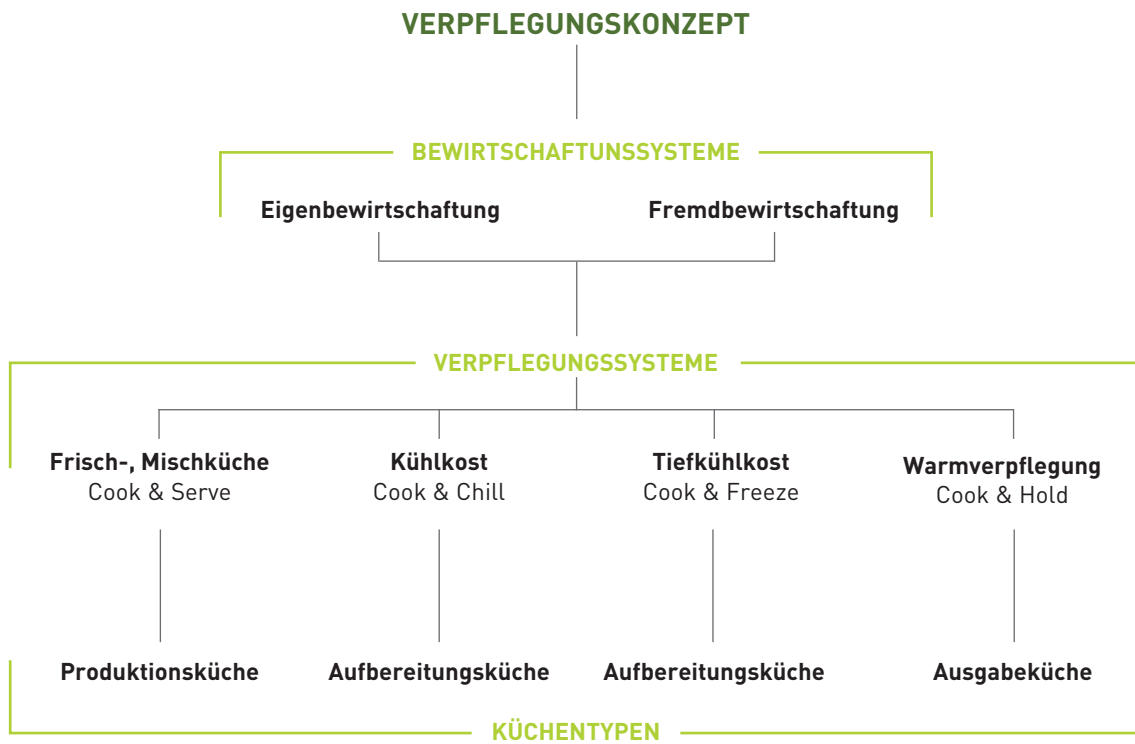 VERPFLEGUNGSKONZEPT
BEWIRTSCHAFTUNSSYSTEME
Eigenbewirtschaftung
Fremdbewirtschaftung
VERPFLEGUNGSSYSTEME
Frisch-, Mischküche
Cook & Serve
Kühlkost
Cook & Chill
Tiefkühlkost
Cook & Freeze
Warmverpflegung
Cook & Hold
Produktionsküche
Aufbereitungsküche
Aufbereitungsküche
Ausgabeküche
KÜCHENTYPEN